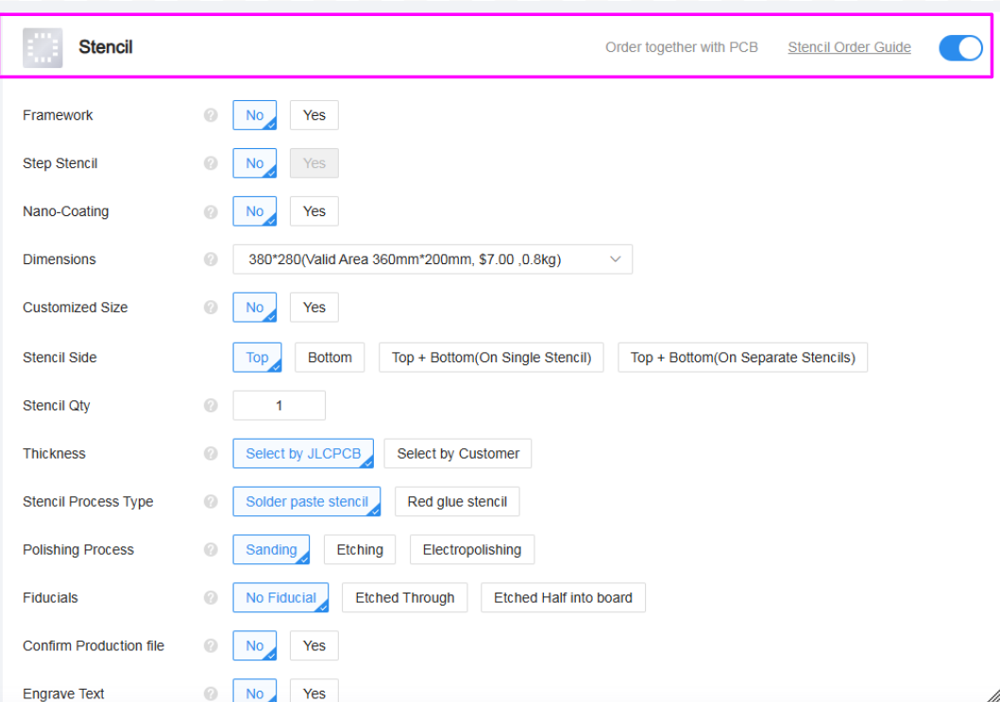 Stencil Order together with PCB Stencil Order Guide
Framework ? No Yes
Step Stencil ? No Yes
Nano-Coating ? No Yes
Dimensions ? 380*280(Valid Area 360mm*200mm, $7.00 ,0.8kg)
Customized Size ? No Yes
Stencil Side Top Bottom Top + Bottom(On Single Stencil) Top + Bottom(On Separate Stencils)
Stencil Qty ? 1
Thickness ? Select by JLCPCB Select by Customer
Stencil Process Type ? Solder paste stencil Red glue stencil
Polishing Process ? Sanding Etching Electropolishing
Fiducials ? No Fiducial Etched Through Etched Half into board
Confirm Production file ? No Yes
Engrave Text ? No Yes